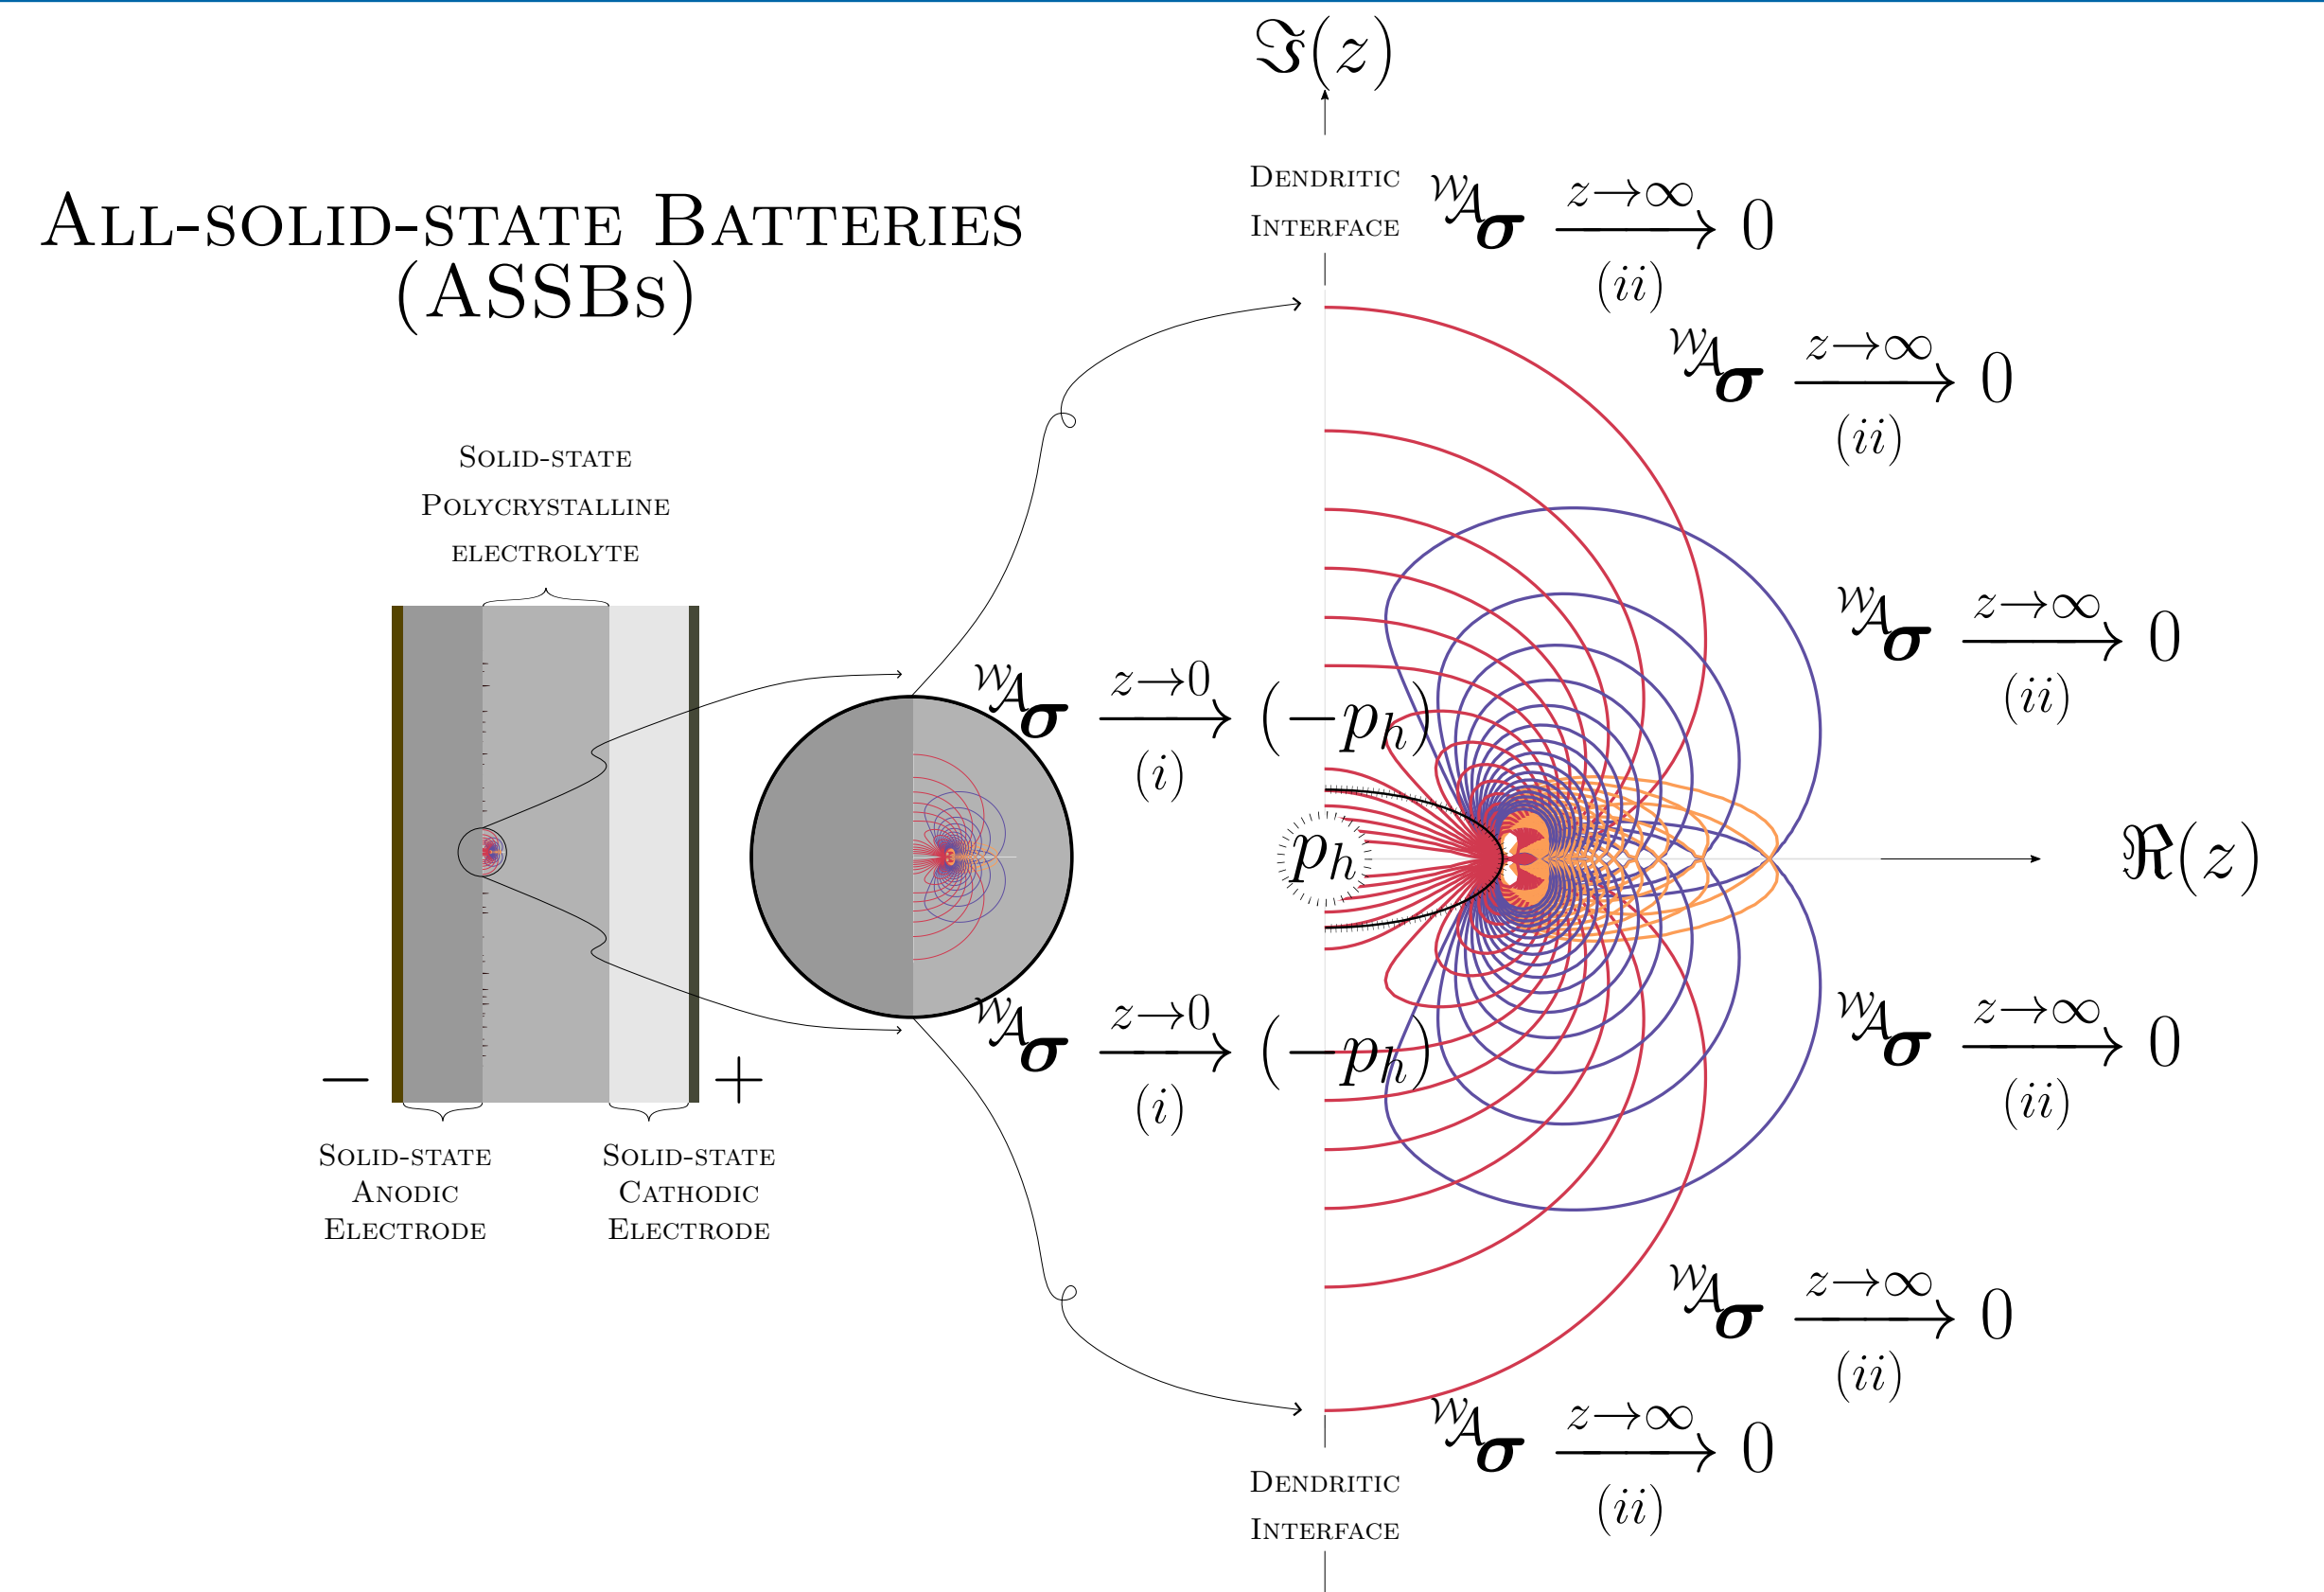 ℑ(z)
ALL-SOLID-STATE BATTERIES
(ASSBs)
DENDRITIC
INTERFACE
𝒲𝒜𝛔 z→∞ ⟶ 0
(ii)
𝒲𝒜𝛔 z→∞ ⟶ 0
(ii)
SOLID-STATE
POLYCRYSTALLINE
ELECTROLYTE
𝒲𝒜𝛔 z→∞ ⟶ 0
(ii)
𝒲𝒜𝛔 z→0 ⟶ (−p_h)
(i)
p_h
ℜ(z)
𝒲𝒜𝛔 z→0 ⟶ (−p_h)
(i)
𝒲𝒜𝛔 z→∞ ⟶ 0
(ii)
− +
SOLID-STATE
ANODIC
ELECTRODE
SOLID-STATE
CATHODIC
ELECTRODE
𝒲𝒜𝛔 z→∞ ⟶ 0
(ii)
𝒲𝒜𝛔 z→∞ ⟶ 0
(ii)
DENDRITIC
INTERFACE